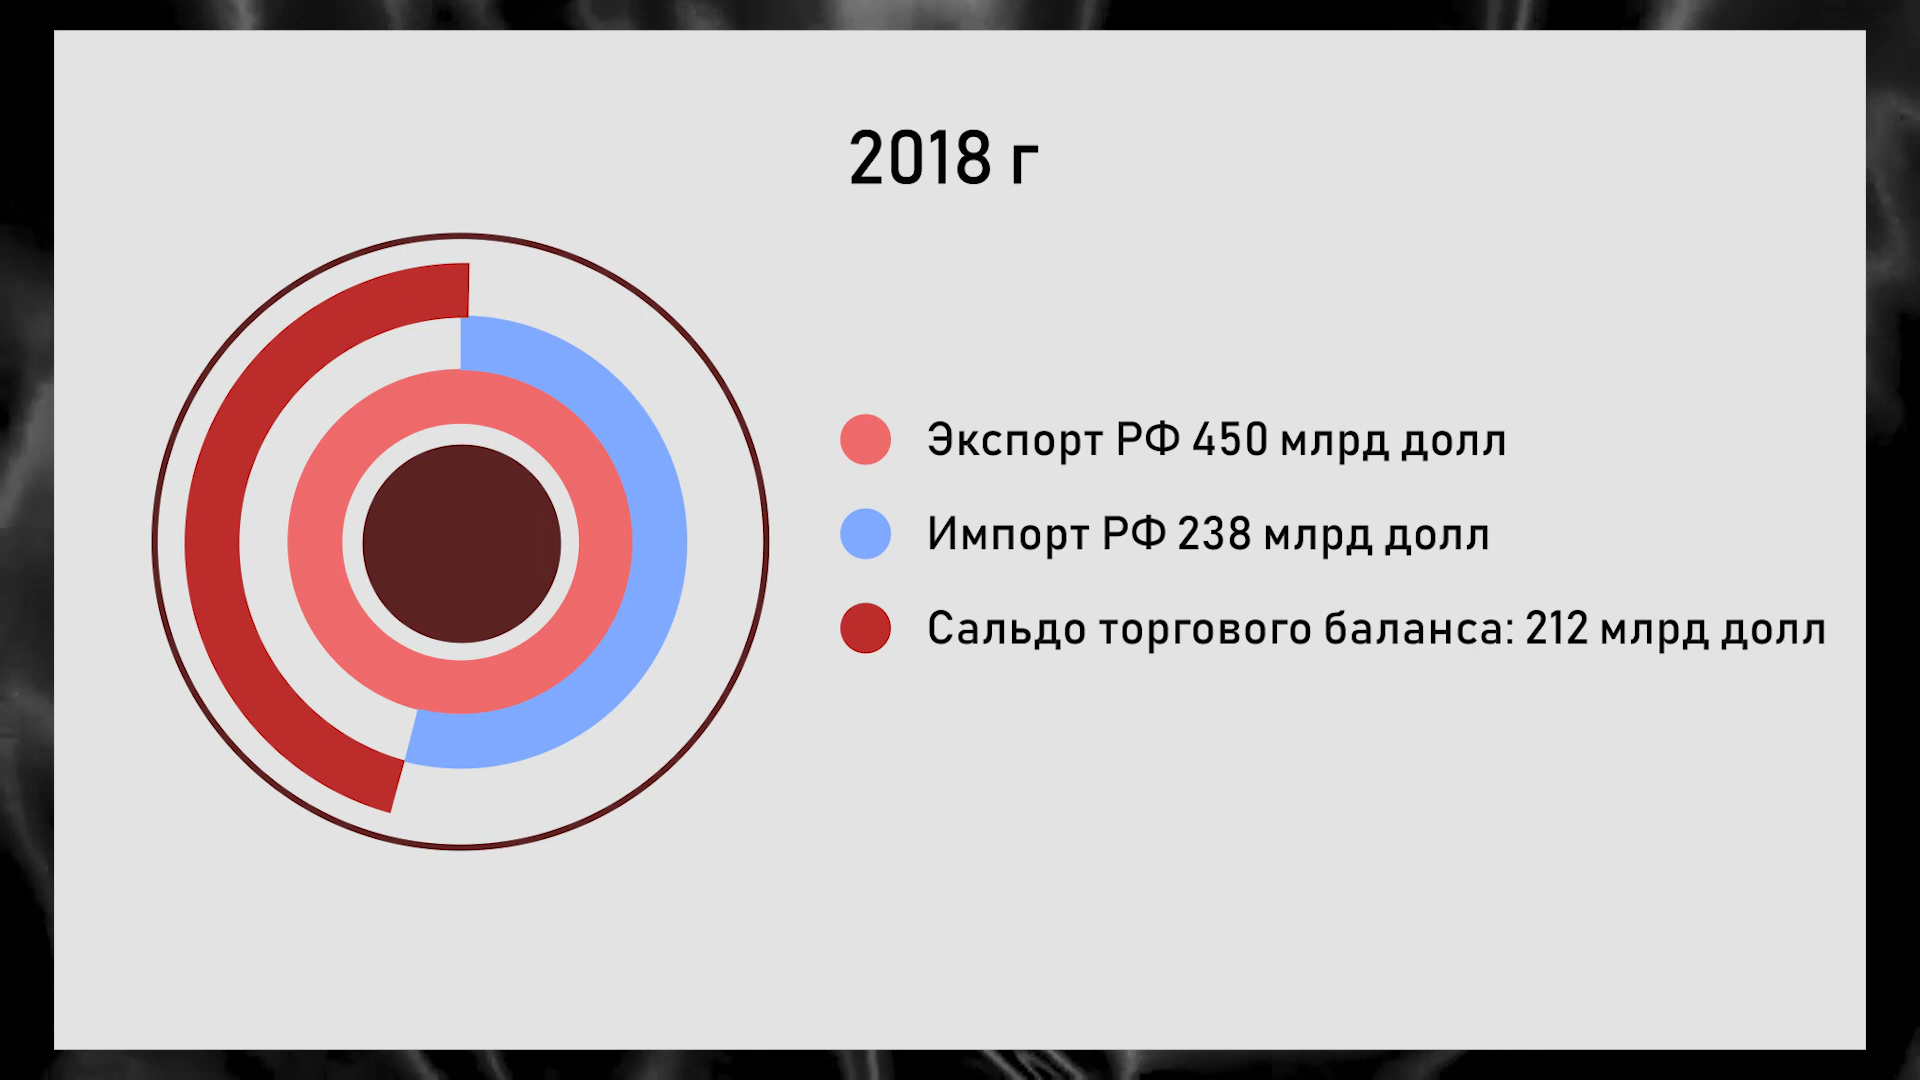 2018 г
Экспорт РФ 450 млрд долл
Импорт РФ 238 млрд долл
Сальдо торгового баланса: 212 млрд долл